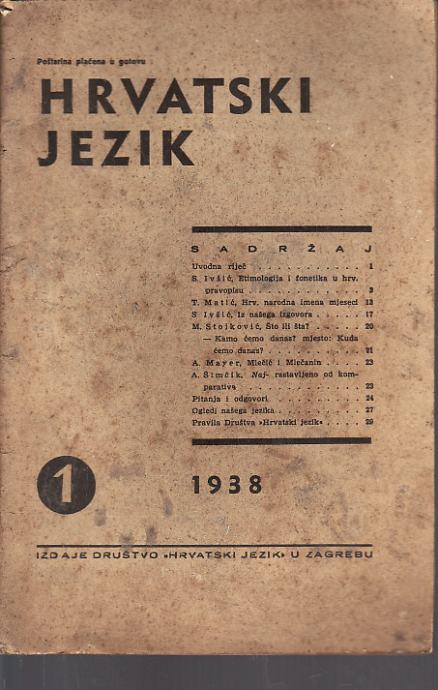 Poštarina plaćena u gotovu
HRVATSKI
JEZIK
SADRŽAJ
Uvodna riječ . . . . . . . . . . . 1
S. Ivšić, Etimologija i fonetika u hrv.
pravopisu . . . . . . . . . . . 3
T. Matić, Hrv. narodna imena mjeseci 13
S Ivšić, Iz našega izgovora . . . . . 17
M. Stojković, Što ili šta? . . . . . 20
— Kamo ćemo danas? mjesto: Kuda
ćemo danas? . . . . . . . . . 21
A. Mayer, Mlečić i Mlečanin . . . . 23
A. Šimčik, Naj- rastavljeno od kom-
parativa . . . . . . . . . . . 23
Pitanja i odgovori . . . . . . . . . 24
Ogledi našega jezika . . . . . . . . 27
Pravila Društva »Hrvatski jezik« . . . 29
1
1938
IZDAJE DRUŠTVO »HRVATSKI JEZIK« U ZAGREBU